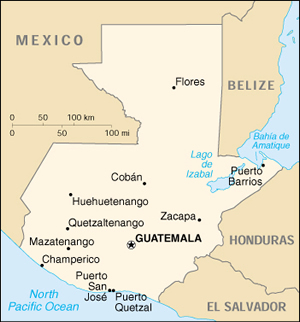 MEXICO
Flores
BELIZE
0 50 100 km
0 50 100 mi
Bahía de
Amatique
Lago de
Izabal
Puerto
Barrios
Cobán
Huehuetenango
Zacapa
Quetzaltenango
GUATEMALA
HONDURAS
Mazatenango
Champerico
Puerto
San
José
Puerto
Quetzal
North
Pacific Ocean
EL SALVADOR